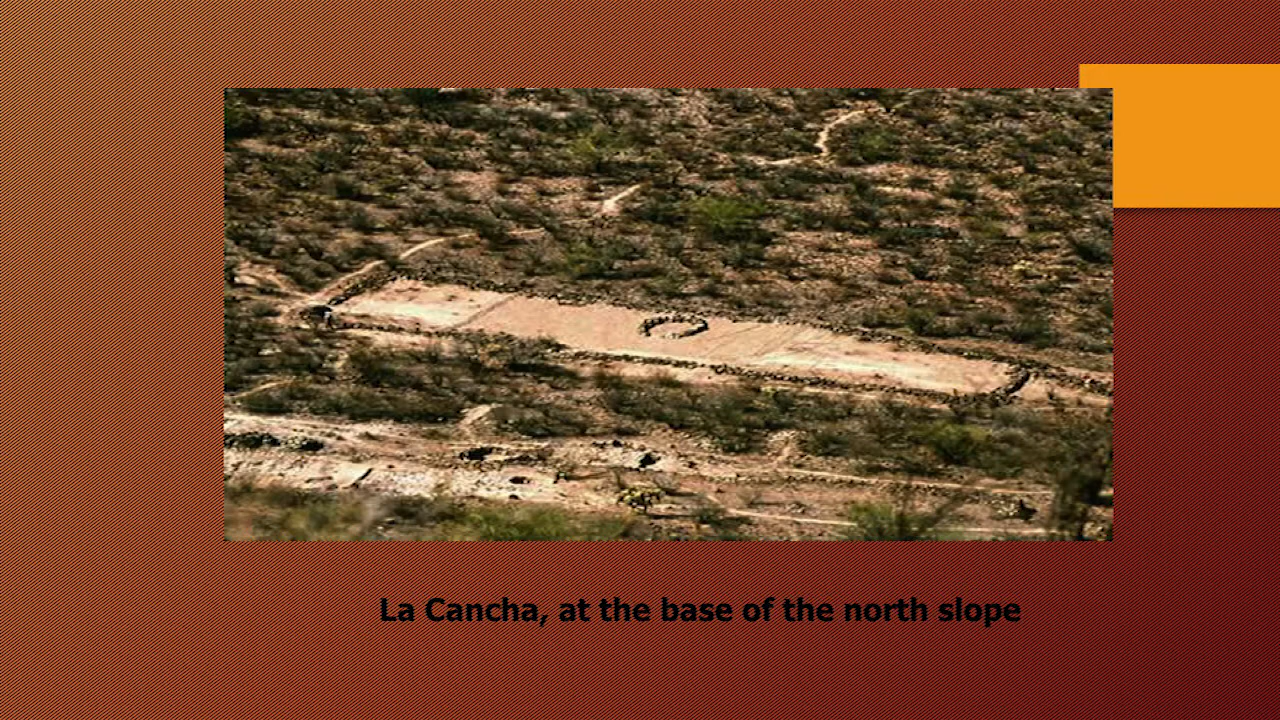 La Cancha, at the base of the north slope